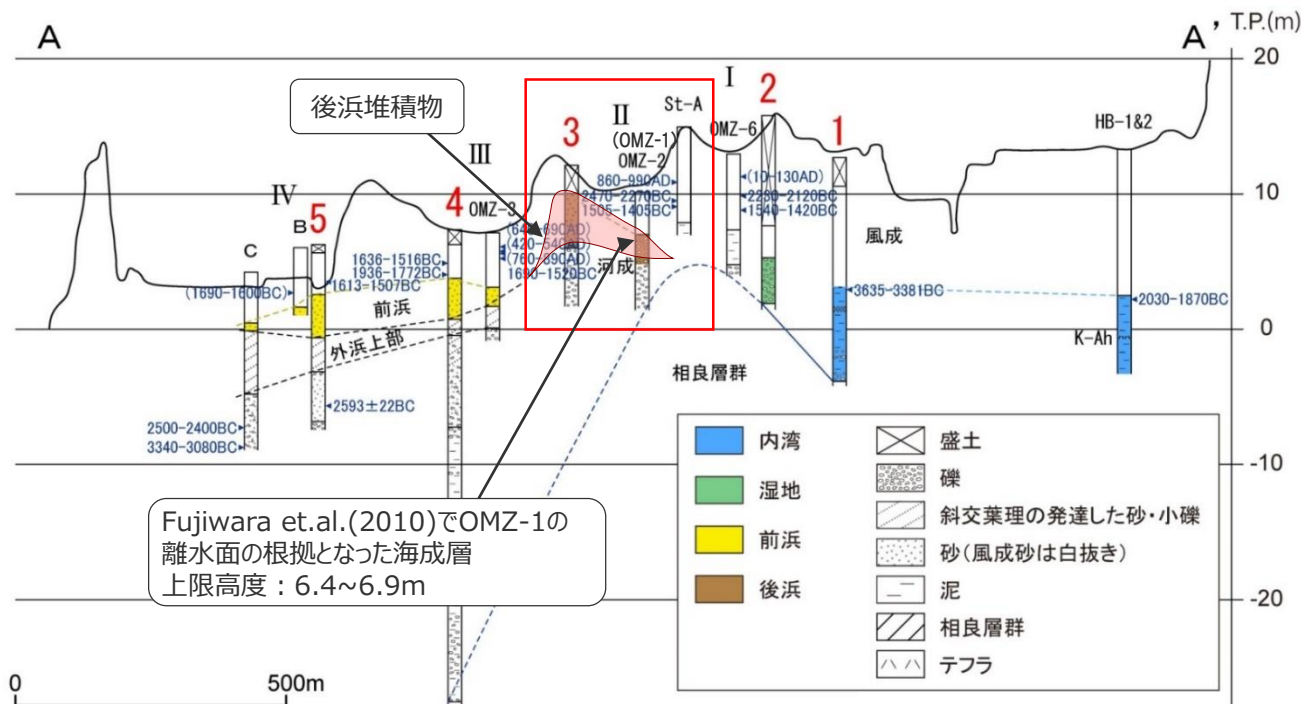 A
, T.P.(m)
A
20
後浜堆積物
I
2
II
St-A
3
(OMZ-1)
OMZ-6
1
HB-1&2
OMZ-2
III
860-990AD
(10-130AD)
10
IV
4
2470-2270BC
2230-2120BC
OMZ-3
1505-1405BC
1540-1420BC
B
5
風成
C
1636-1516BC
河成
1936-1772BC
1690-1520BC
(1690-1600BC)
1613-1507BC
3635-3381BC
2030-1870BC
前浜
0
外浜上部
K-Ah
相良層群
2593±22BC
2500-2400BC
3340-3080BC
-10
Fujiwara et.al.(2010)でOMZ-1の
離水面の根拠となった海成層
上限高度：6.4~6.9m
-20
内湾
湿地
前浜
後浜
盛土
礫
斜交葉理の発達した砂・小礫
砂(風成砂は白抜き)
泥
相良層群
テフラ
0
500m